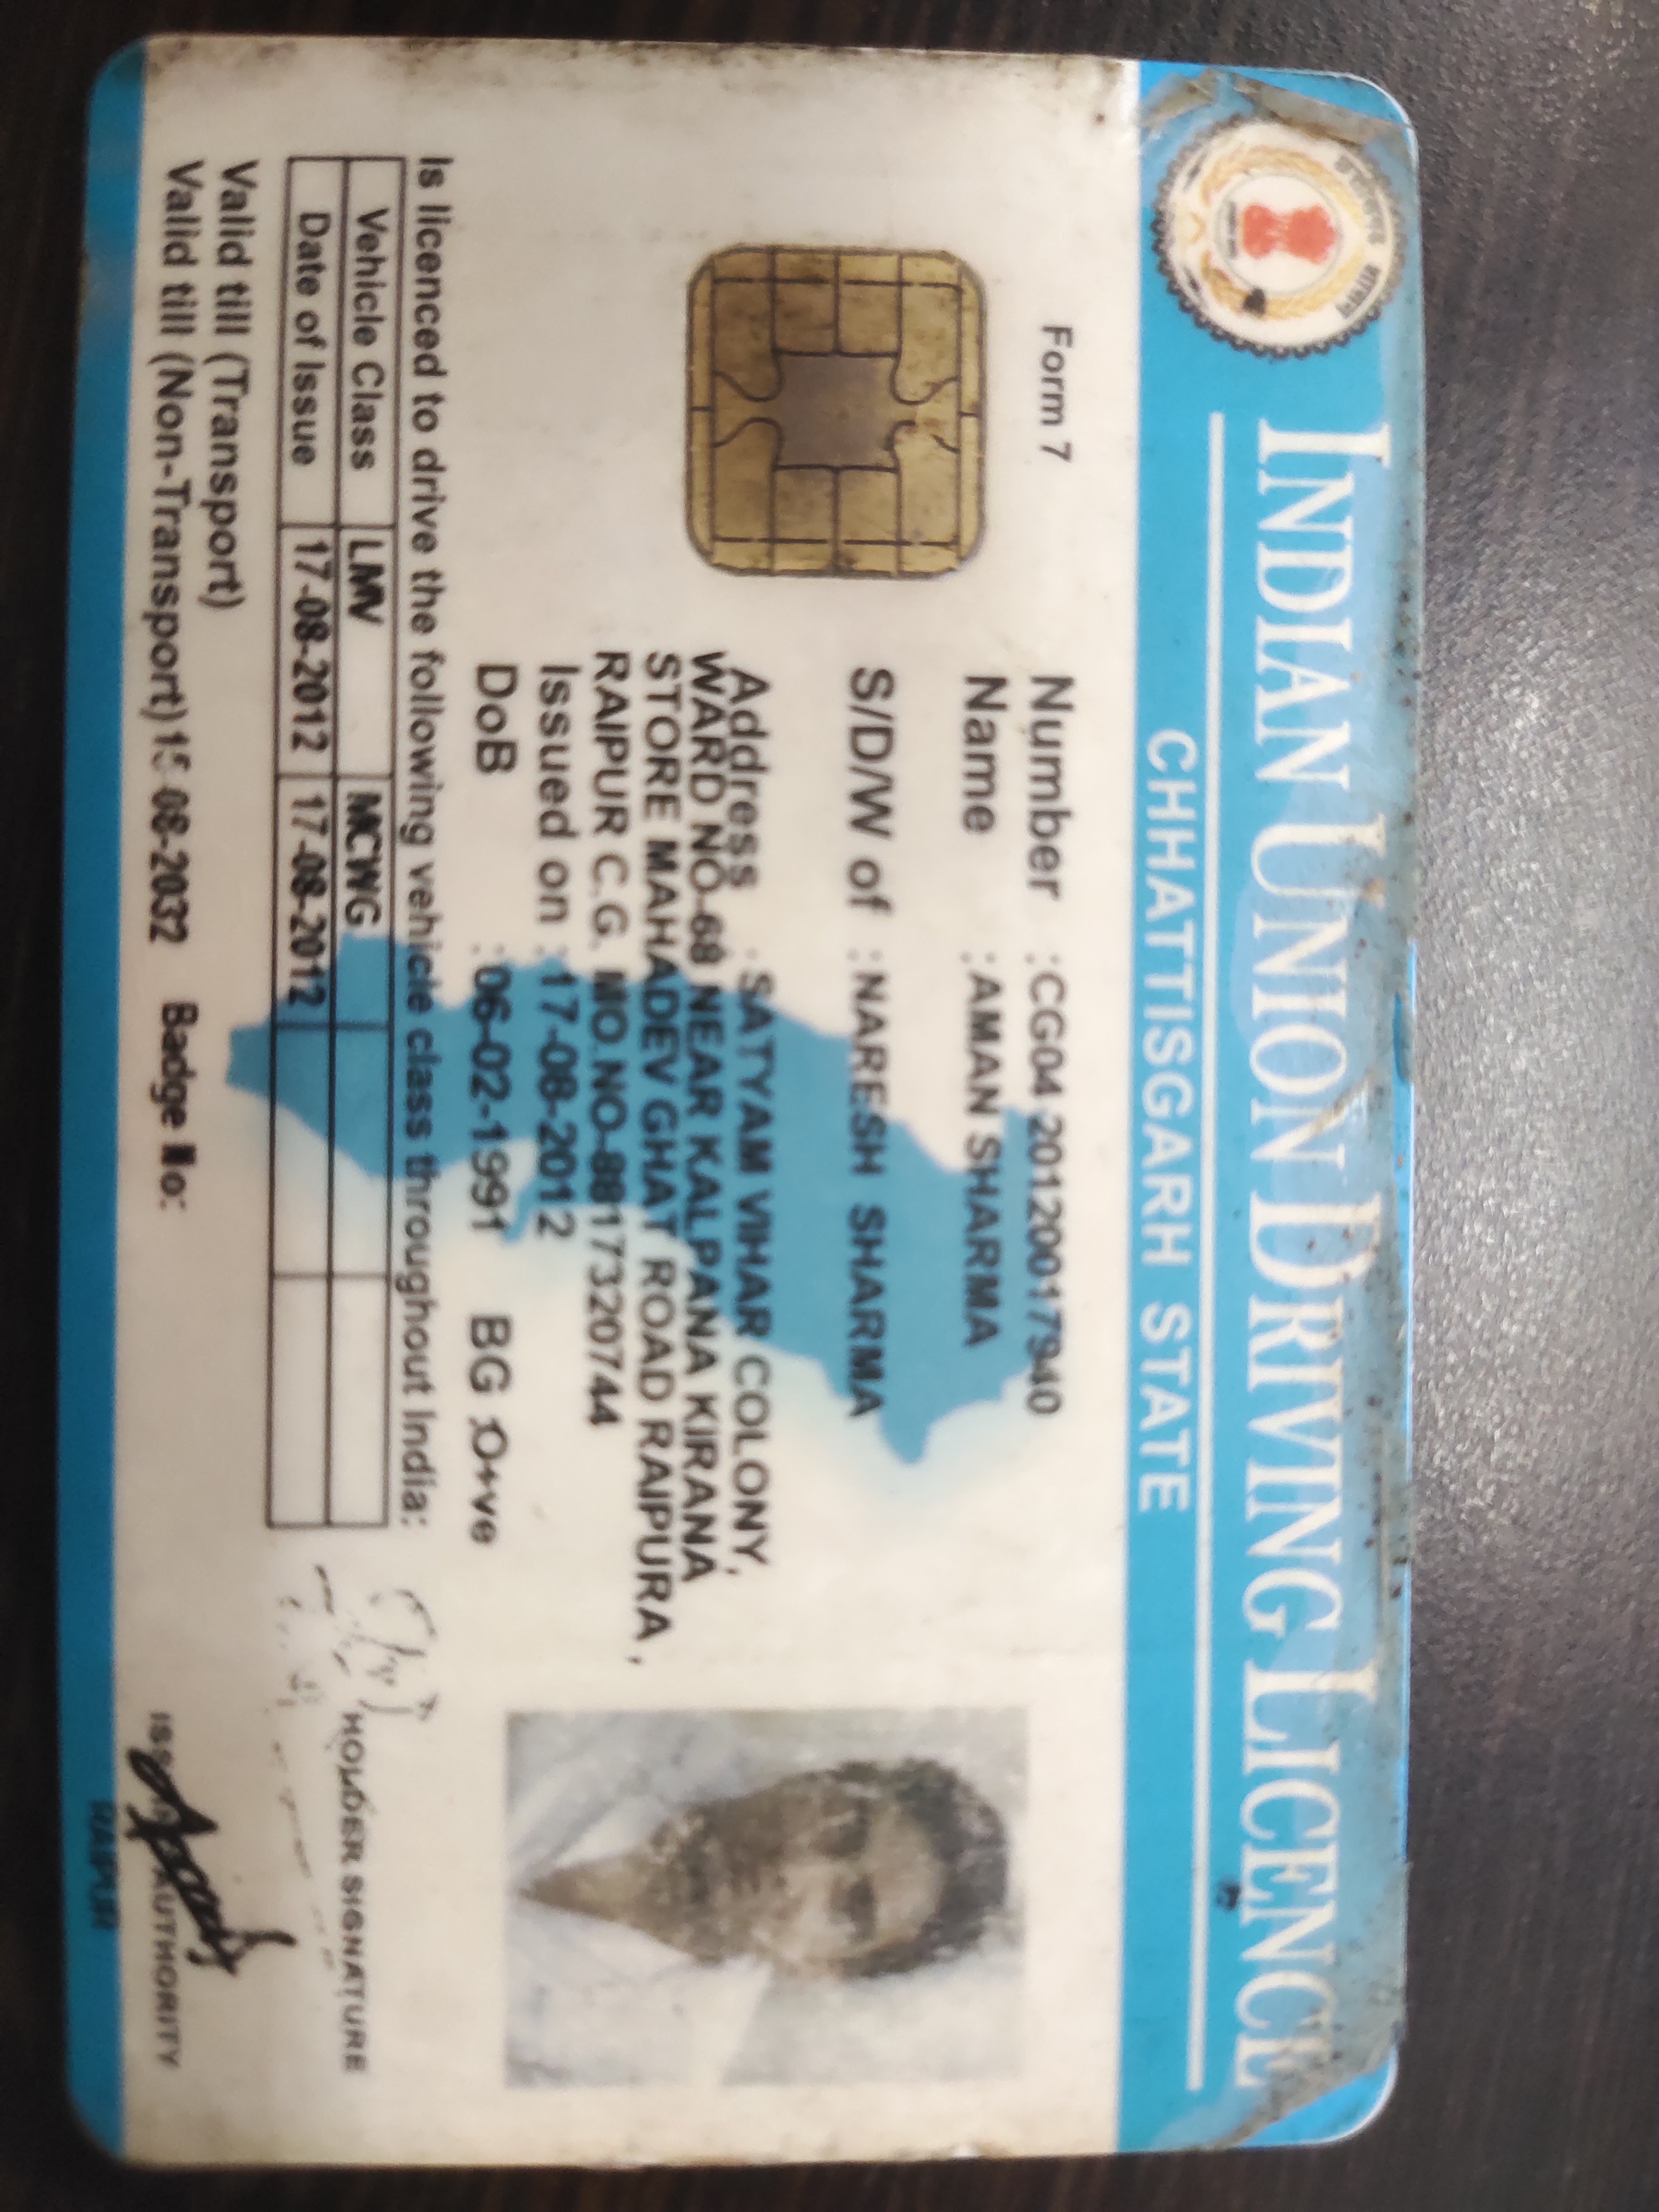 INDIAN UNION DRIVING LICENCE
CHHATTISGARH STATE
Form 7
Number :CG04 20120017940
Name :AMAN SHARMA
S/D/W of :NARESH SHARMA
Address :SATYAM VIHAR COLONY,
WARD NO-68 NEAR KALPANA KIRANA
STORE MAHADEV GHAT ROAD RAIPURA ,
RAIPUR C.G. MO.NO-8817320744
Issued on :17-08-2012
DoB :06-02-1991 BG :O+ve
Is licenced to drive the following vehicle class throughout India:
Vehicle Class LMV MCWG
Date of Issue 17-08-2012 17-08-2012
Valid till (Transport)
Valid till (Non-Transport) 08-2032 Badge No:
HOLDER SIGNATURE
AUTHORITY